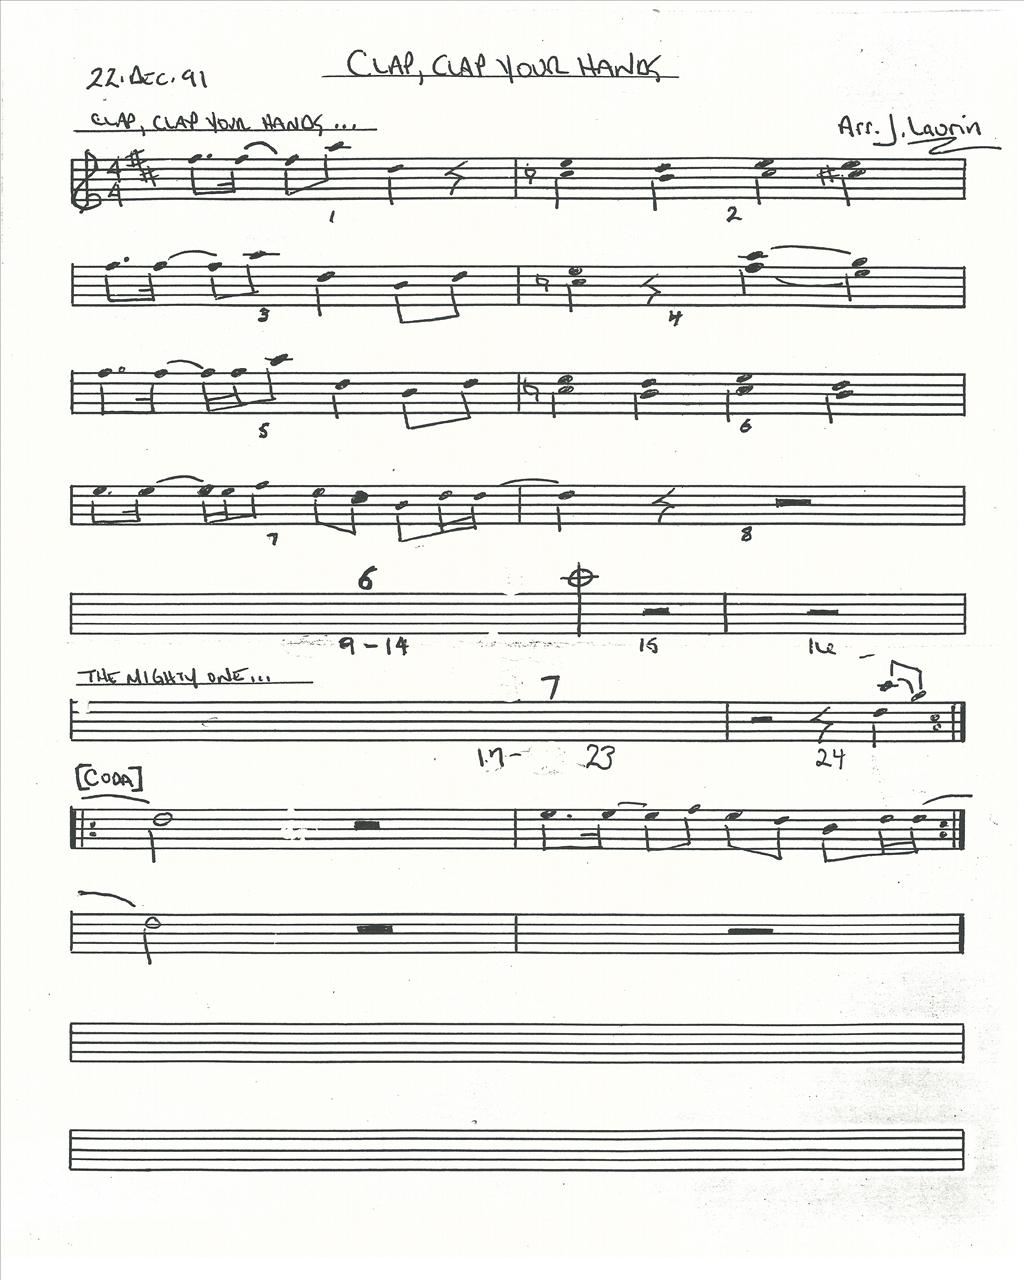 CLAP, CLAP YOUR HANDS
22.DEC.91
CLAP, CLAP YOUR HANDS...
Arr. J. Laurin
4
4
1 2
3 4
5 6
7 8
6
9-14 15 16
THE MIGHTY ONE...
7
17- 23 24
[CODA]